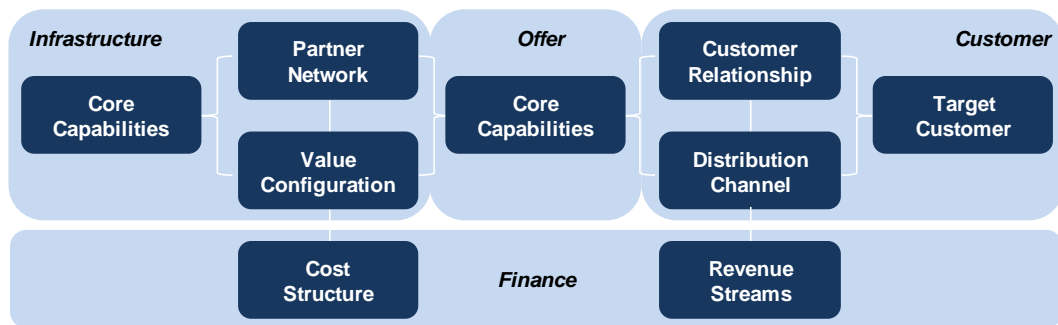 Infrastructure
Partner
Network
Offer
Customer
Relationship
Customer
Core
Capabilities
Core
Capabilities
Target
Customer
Value
Configuration
Distribution
Channel
Cost
Structure
Finance
Revenue
Streams